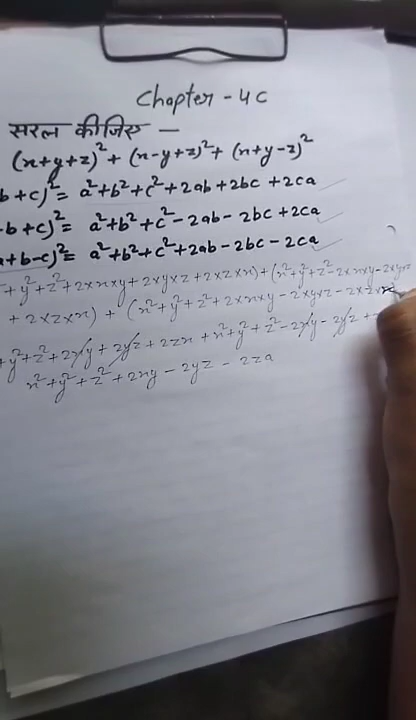 Chapter - 4C
सरल कीजिए –
(x+y+z)² + (x-y+z)² + (x+y-z)²
b+c)² = a²+b²+c²+2ab+2bc+2ca
-b+c)² = a²+b²+c²-2ab-2bc+2ca
a+b-c)² = a²+b²+c²+2ab-2bc-2ca
+y²+z²+2×x×y+2×y×z+2×z×x)+(x²+y²+z²-2×x×y-2×y×z
+2×z×x) + (x²+y²+z²+2×x×y-2×y×z-2×z×x
+y²+z²+2xy+2yz+2zx+x²+y²+z²-2xy-2yz+
x²+y²+z²+2xy-2yz-2za